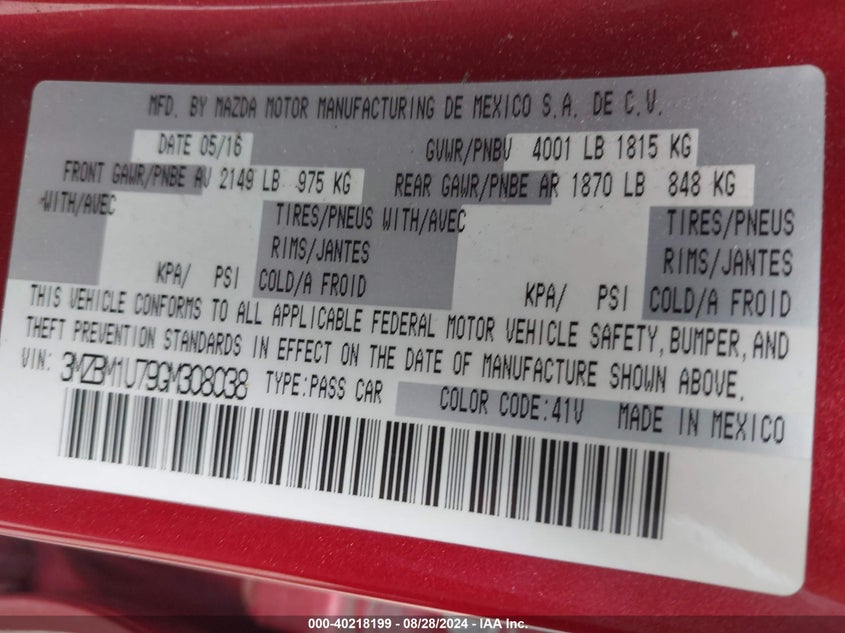 MFD. BY MAZDA MOTOR MANUFACTURING DE MEXICO S.A. DE C.V.
DATE 05/16 GVWR/PNBV 4001 LB 1815 KG
FRONT GAWR/PNBE AV 2149 LB 975 KG REAR GAWR/PNBE AR 1870 LB 848 KG
WITH/AVEC TIRES/PNEUS WITH/AVEC TIRES/PNEUS
RIMS/JANTES RIMS/JANTES
KPA/ PSI COLD/A FROID KPA/ PSI COLD/A FROID
THIS VEHICLE CONFORMS TO ALL APPLICABLE FEDERAL MOTOR VEHICLE SAFETY, BUMPER, AND
THEFT PREVENTION STANDARDS IN EFFECT ON THE DATE OF MANUFACTURE SHOWN ABOVE.
VIN: 3MZBM1U79GM308038 TYPE:PASS CAR COLOR CODE:41V MADE IN MEXICO
000-40218199 - 08/28/2024 - IAA Inc.